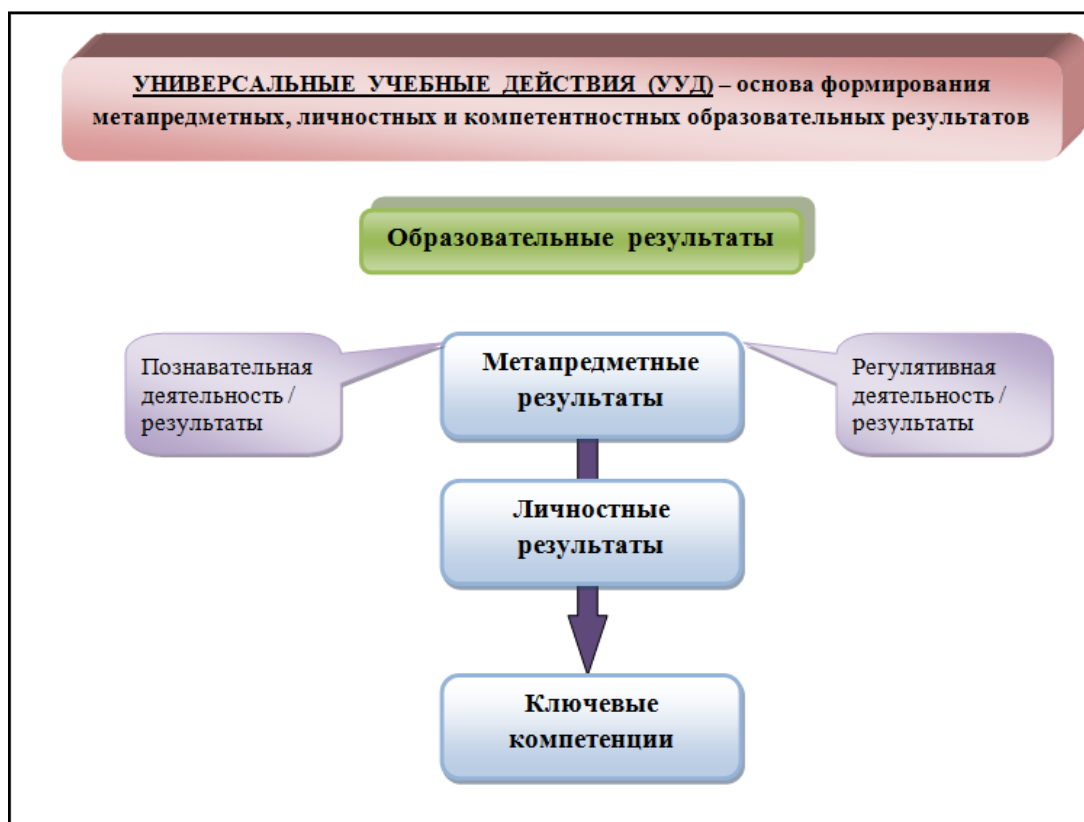 УНИВЕРСАЛЬНЫЕ УЧЕБНЫЕ ДЕЙСТВИЯ (УУД) – основа формирования
метапредметных, личностных и компетентностных образовательных результатов
Образовательные результаты
Познавательная
деятельность /
результаты
Метапредметные
результаты
Регулятивная
деятельность /
результаты
Личностные
результаты
Ключевые
компетенции